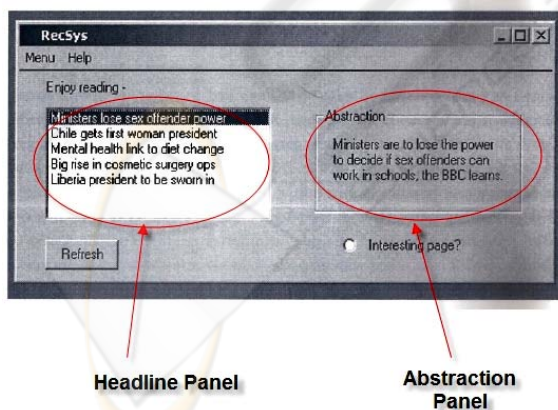 RecSys
Menu Help
Enjoy reading -
Ministers lose sex offender power
Chile gets first woman president
Mental health link to diet change
Big rise in cosmetic surgery ops
Liberia president to be sworn in
Abstraction
Ministers are to lose the power
to decide if sex offenders can
work in schools, the BBC learns.
Refresh
Interesting page?
Headline Panel
Abstraction
Panel